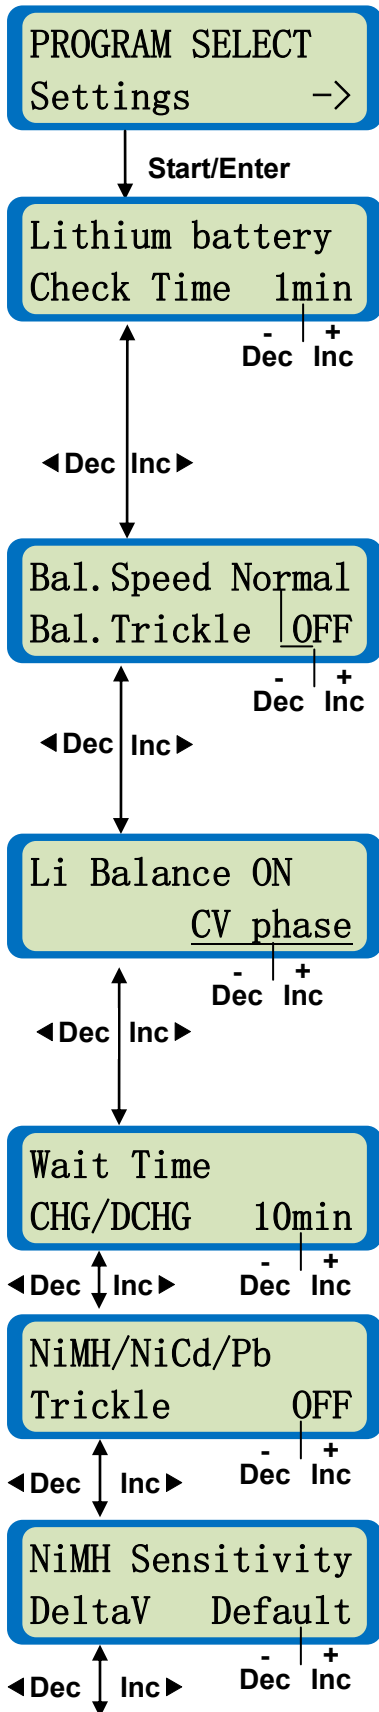 PROGRAM SELECT
Settings ->
Start/Enter
Lithium battery
Check Time 1min
- +
Dec Inc
◀Dec Inc▶
Bal.Speed Normal
Bal.Trickle OFF
- +
Dec Inc
◀Dec Inc▶
Li Balance ON
CV phase
- +
Dec Inc
◀Dec Inc▶
Wait Time
CHG/DCHG 10min
- +
◀Dec Inc▶ Dec Inc
NiMH/NiCd/Pb
Trickle OFF
- +
◀Dec Inc▶ Dec Inc
NiMH Sensitivity
DeltaV Default
- +
◀Dec Inc▶ Dec Inc